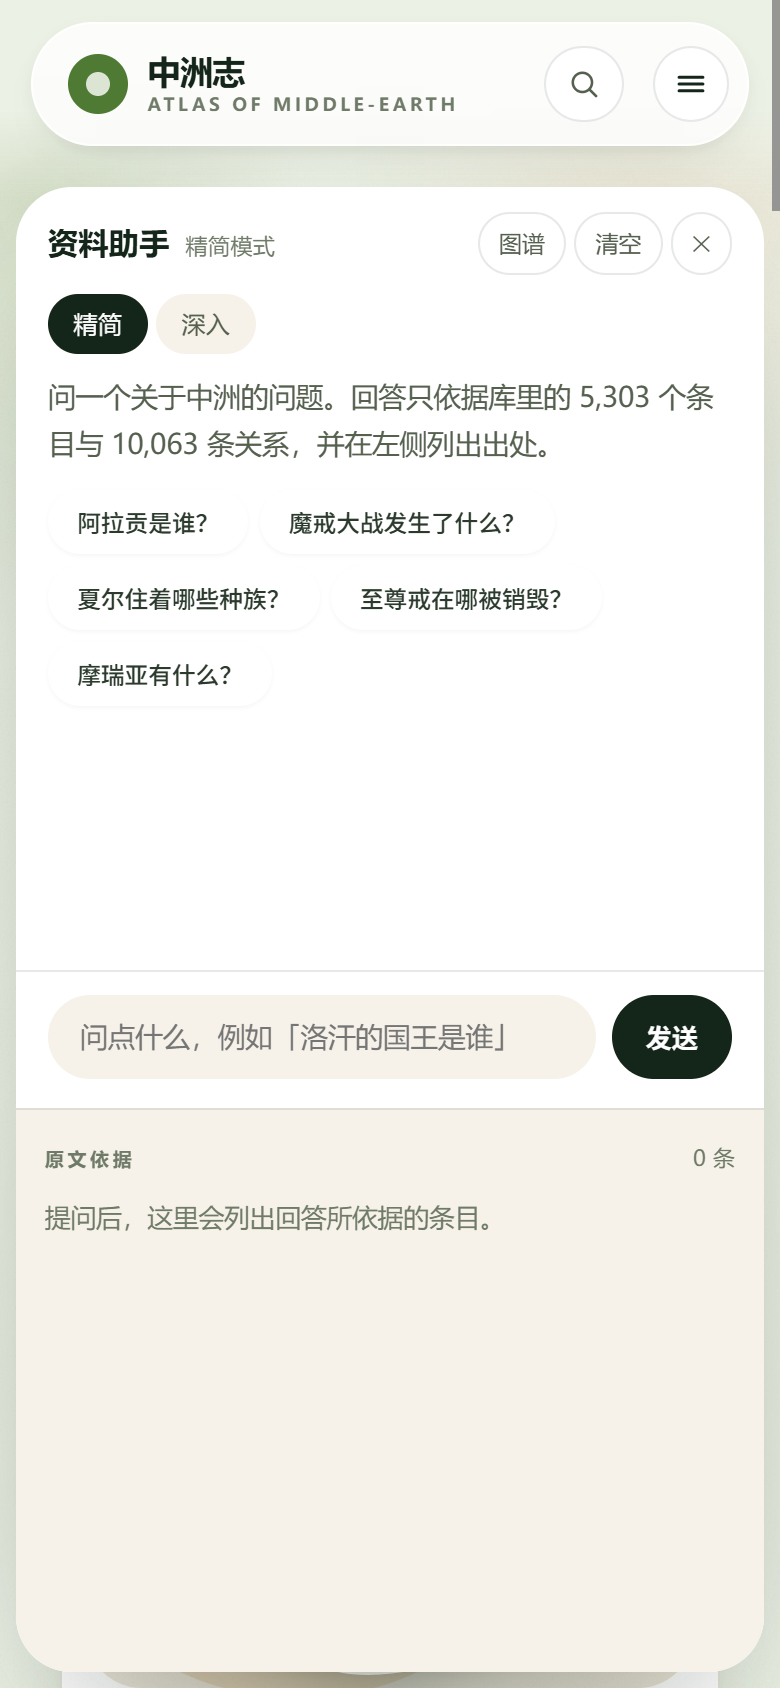 中洲志
ATLAS OF MIDDLE-EARTH
资料助手 精简模式 图谱 清空
精简 深入
问一个关于中洲的问题。回答只依据库里的 5,303 个条
目与 10,063 条关系，并在左侧列出出处。
阿拉贡是谁？ 魔戒大战发生了什么？
夏尔住着哪些种族？ 至尊戒在哪被销毁？
摩瑞亚有什么？
问点什么，例如「洛汗的国王是谁」 发送
原文依据 0 条
提问后，这里会列出回答所依据的条目。